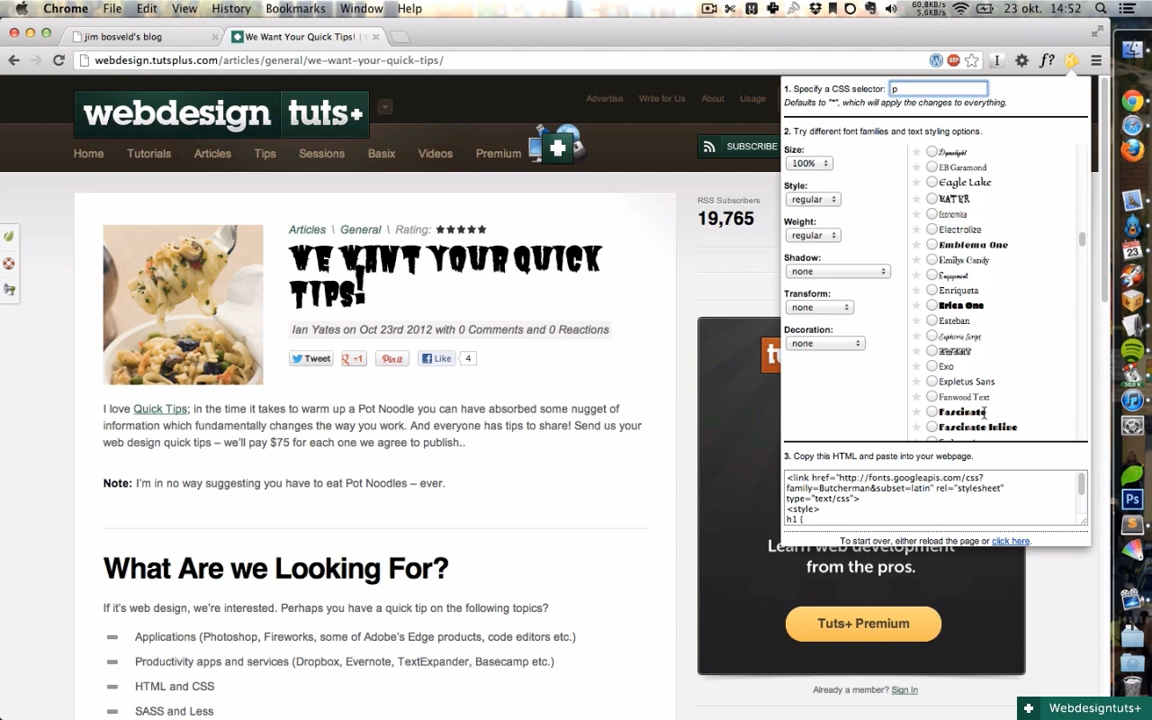 Chrome File Edit View History Bookmarks Window Help
60,8KB/s
5,6KB/s
23 okt. 14:52
jim bosveld's blog
We Want Your Quick Tips! | v
webdesign.tutsplus.com/articles/general/we-want-your-quick-tips/
webdesign tuts+
Advertise Write for Us About Usage
Home Tutorials Articles Tips Sessions Basix Videos Premium
SUBSCRIBE
Articles \ General \ Rating: ★★★★★
WE WANT YOUR QUICK
TIPS!
Ian Yates on Oct 23rd 2012 with 0 Comments and 0 Reactions
Tweet +1 Pin it Like 4
I love Quick Tips; in the time it takes to warm up a Pot Noodle you can have absorbed some nugget of
information which fundamentally changes the way you work. And everyone has tips to share! Send us your
web design quick tips – we'll pay $75 for each one we agree to publish..
Note: I'm in no way suggesting you have to eat Pot Noodles – ever.
What Are we Looking For?
If it's web design, we're interested. Perhaps you have a quick tip on the following topics?
Applications (Photoshop, Fireworks, some of Adobe's Edge products, code editors etc.)
Productivity apps and services (Dropbox, Evernote, TextExpander, Basecamp etc.)
HTML and CSS
SASS and Less
RSS Subscribers
19,765
1. Specify a CSS selector: p
Defaults to "*", which will apply the changes to everything.
2. Try different font families and text styling options.
Size:
100%
Style:
regular
Weight:
regular
Shadow:
none
Transform:
none
Decoration:
none
Dynalight
EB Garamond
Eagle Lake
EATER
Economica
Electrolize
Emblema One
Emilys Candy
Engagement
Enriqueta
Erica One
Esteban
Euphoria Script
Exo
Expletus Sans
Fanwood Text
Fascinate
Fascinate Inline
3. Copy this HTML and paste into your webpage.
<link href="http://fonts.googleapis.com/css?
family=Butcherman&subset=latin" rel="stylesheet"
type="text/css">
<style>
h1 {
To start over, either reload the page or click here.
Learn web development
from the pros.
Tuts+ Premium
Already a member? Sign In
Webdesigntuts+